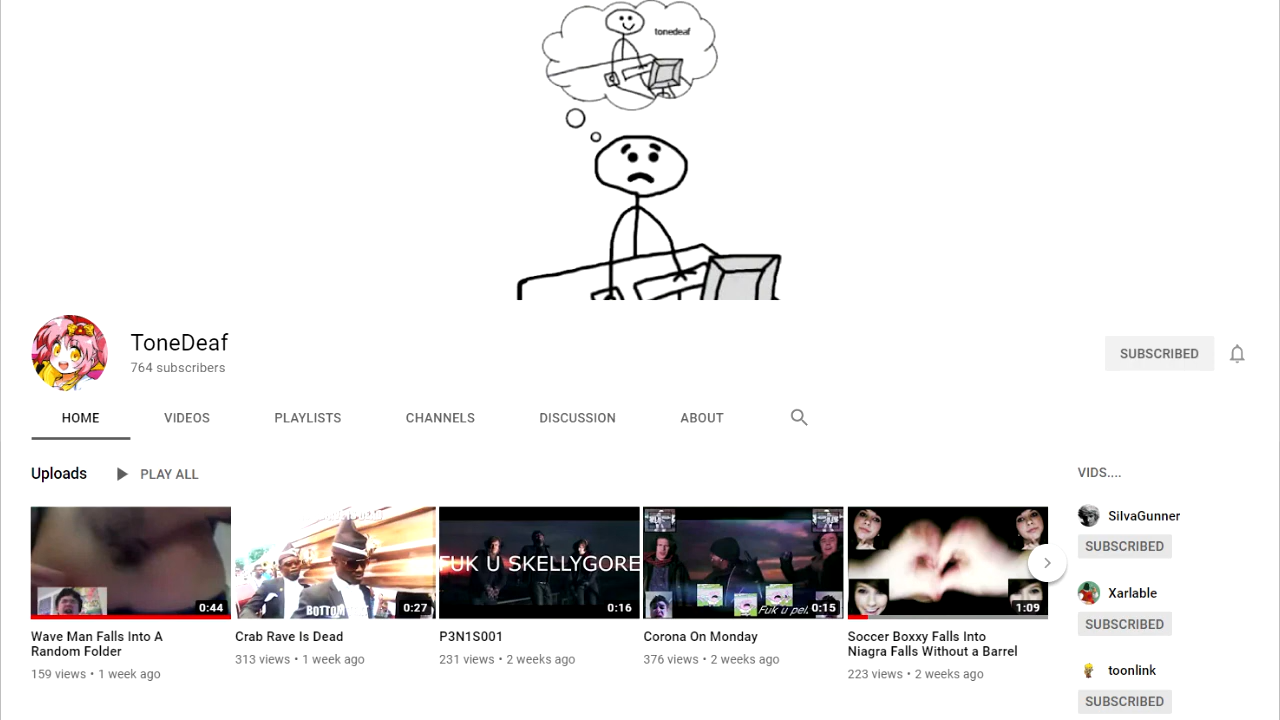 tonedeaf
ToneDeaf
764 subscribers
SUBSCRIBED
HOME
VIDEOS
PLAYLISTS
CHANNELS
DISCUSSION
ABOUT
Uploads
PLAY ALL
0:44
Wave Man Falls Into A
Random Folder
159 views • 1 week ago
0:27
Crab Rave Is Dead
313 views • 1 week ago
FUK U SKELLYGORE
0:16
P3N1S001
231 views • 2 weeks ago
Fuk u pel.
0:15
Corona On Monday
376 views • 2 weeks ago
1:09
Soccer Boxxy Falls Into
Niagra Falls Without a Barrel
223 views • 2 weeks ago
VIDS....
SilvaGunner
SUBSCRIBED
Xarlable
SUBSCRIBED
toonlink
SUBSCRIBED